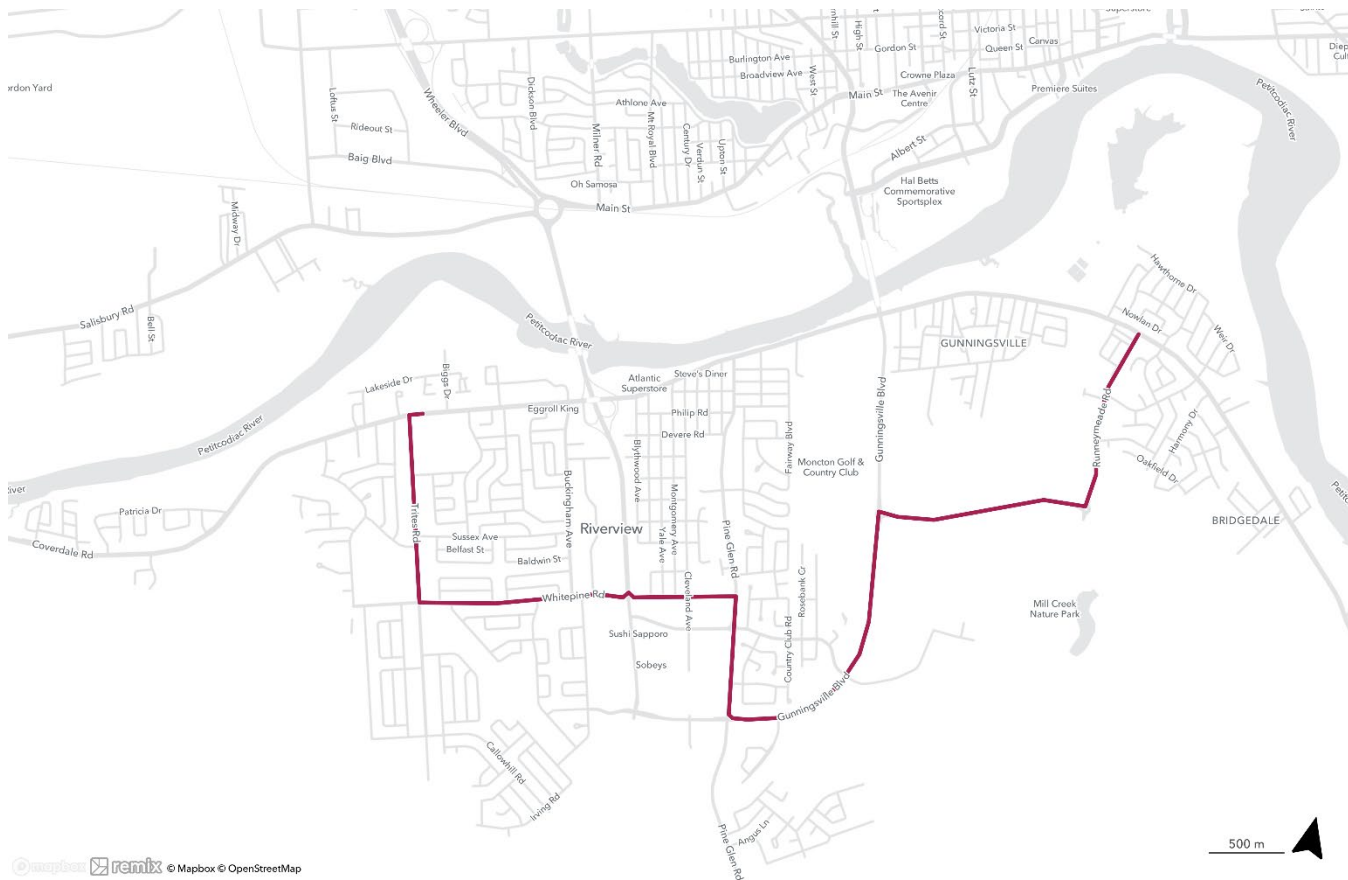 Superstore
Victoria St
High St
Gordon St
Queen St
Canvas
Burlington Ave
Broadview Ave
West St
Crowne Plaza
Lutz St
Main St
The Avenir
Centre
Premiere Suites
Petitcodiac River
Wheeler Blvd
Dickson Blvd
Loftus St
Rideout St
Baig Blvd
Athlone Ave
Milner Rd
Mt Royal Blvd
Century Dr
Verdun St
Upton St
Albert St
Oh Samosa
Main St
Hal Betts
Commemorative
Sportsplex
Midway Dr
Salisbury Rd
Bell St
Hawthorne Dr
Nowlan Dr
Weir Dr
Petitcodiac River
GUNNINGSVILLE
Lakeside Dr
Biggs Dr
Atlantic
Superstore
Steve's Diner
Eggroll King
Philip Rd
Devere Rd
Gunningsville Blvd
Runneymeade Rd
Harmony Dr
Oakfield Dr
Petitcodiac River
Fairway Blvd
Moncton Golf &
Country Club
Blythwood Ave
Buckingham Ave
Montgomery Ave
Yale Ave
Pine Glen Rd
Patricia Dr
Coverdale Rd
Trites Rd
Sussex Ave
Belfast St
Baldwin St
Riverview
BRIDGEDALE
Whitepine Rd
Cleveland Ave
Rosebank Cr
Country Club Rd
Mill Creek
Nature Park
Sushi Sapporo
Sobeys
Gunningsville Blvd
Callowhill Rd
Irving Rd
Angus Ln
Pine Glen Rd
500 m
mapbox remix © Mapbox © OpenStreetMap